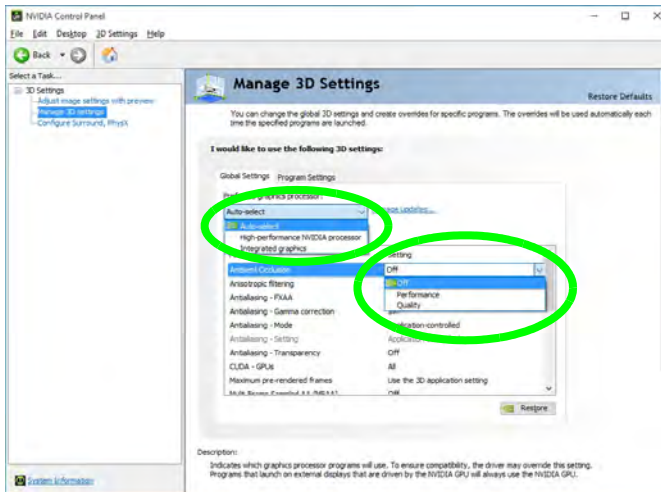 NVIDIA Control Panel
File Edit Desktop 3D Settings Help
Back
Select a Task...
3D Settings
Adjust image settings with preview
Manage 3D settings
Configure Surround, PhysX
System Information
Manage 3D Settings
Restore Defaults
You can change the global 3D settings and create overrides for specific programs. The overrides will be used automatically each
time the specified programs are launched.
I would like to use the following 3D settings:
Global Settings Program Settings
graphics processor:
Auto-select
Auto-select
High-performance NVIDIA processor
Integrated graphics
Setting
Ambient Occlusion Off
Off
Performance
Quality
Anisotropic filtering
Antialiasing - FXAA
Antialiasing - Gamma correction
Antialiasing - Mode Application-controlled
Antialiasing - Setting
Antialiasing - Transparency Off
CUDA - GPUs All
Maximum pre-rendered frames Use the 3D application setting
Restore
Description:
Indicates which graphics processor programs will use. To ensure compatibility, the driver may override this setting.
Programs that launch on external displays that are driven by the NVIDIA GPU will always use the NVIDIA GPU.